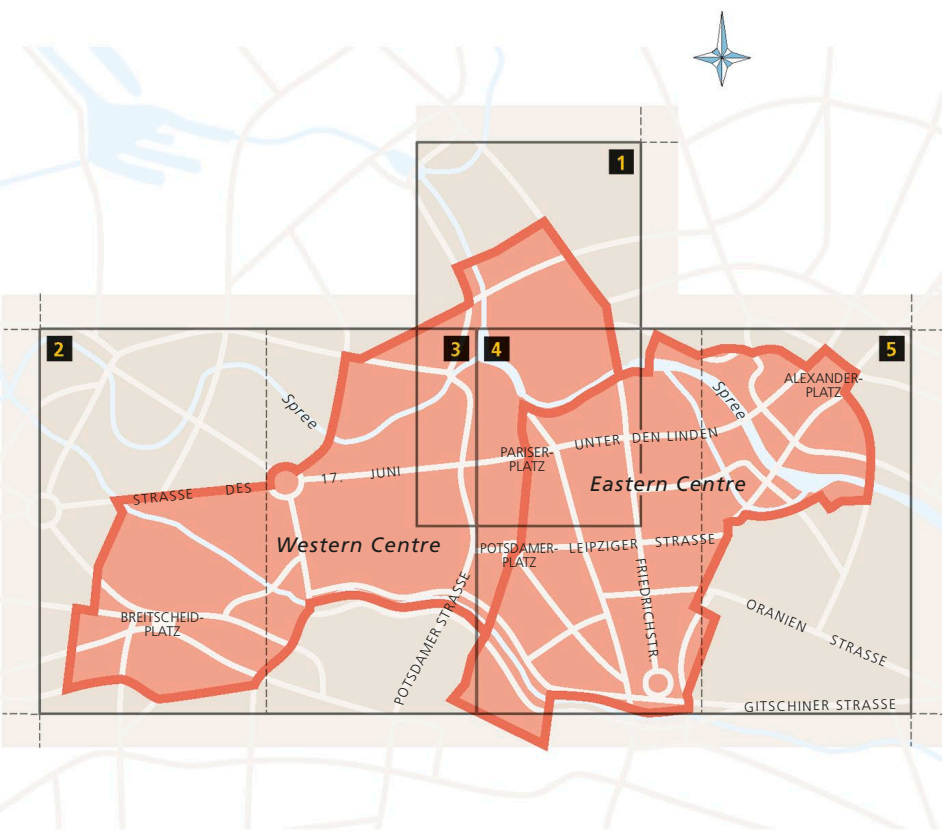 1
2
3
4
5
Spree
Spree
ALEXANDER-
PLATZ
UNTER DEN LINDEN
PARISER-
PLATZ
17. JUNI
STRASSE DES
Eastern Centre
Western Centre
POTSDAMER-
PLATZ
LEIPZIGER STRASSE
FRIEDRICHSTR.
POTSDAMER STRASSE
BREITSCHEID-
PLATZ
ORANIEN STRASSE
GITSCHINER STRASSE